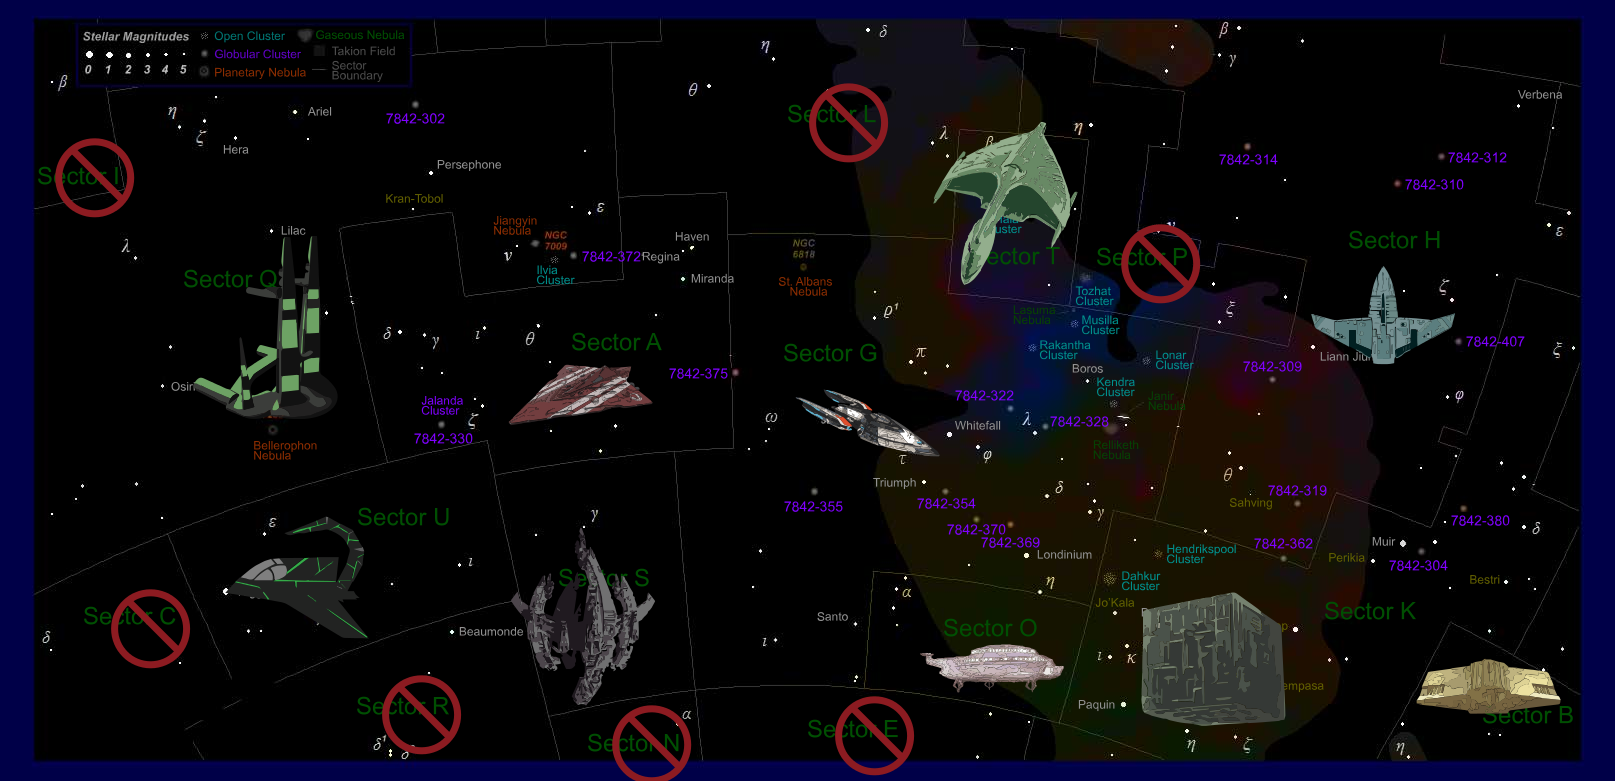 Stellar Magnitudes
0 1 2 3 4 5
Open Cluster
Globular Cluster
Planetary Nebula
Gaseous Nebula
Takion Field
Sector
Boundary
β
η
ζ
Ariel
Hera
7842-302
Persephone
Kran-Tobol
Sector I
λ
Lilac
Sector Q
Jiangyin
Nebula
NGC
7009
ν
ε
Ilvia
Cluster
7842-372
Regina
Haven
Miranda
η
θ
δ
Sector L
λ
β
η
β
γ
Verbena
7842-314
7842-312
7842-310
NGC
6818
St. Albans
Nebula
Sector T
Sector P
Sector H
ε
ζ
ξ
ξ
φ
Tozhat
Cluster
Lasuma
Nebula
Musilla
Cluster
Rakantha
Cluster
Lonar
Cluster
Boros
Kendra
Cluster
Janir
Nebula
Relliketh
Nebula
ϱ¹
π
Sector G
7842-322
7842-328
λ
Whitefall
φ
τ
Triumph
ω
7842-309
7842-407
δ
γ
ι
θ
Sector A
7842-375
Jalanda
Cluster
7842-330
ζ
Bellerophon
Nebula
7842-355
7842-354
7842-370
7842-369
Londinium
η
δ
γ
θ
Sahving
7842-319
7842-362
7842-380
Muir
7842-304
Perikia
Bestri
δ
Hendrikspool
Cluster
Dahkur
Cluster
Jo'Kala
Sector U
ε
ι
Sector S
γ
Sector C
δ
Beaumonde
Santo
α
ι
Sector O
ι
κ
Paquin
Sector K
Sector B
Sector R
δ¹
Sector N
α
Sector E
η
ζ
η